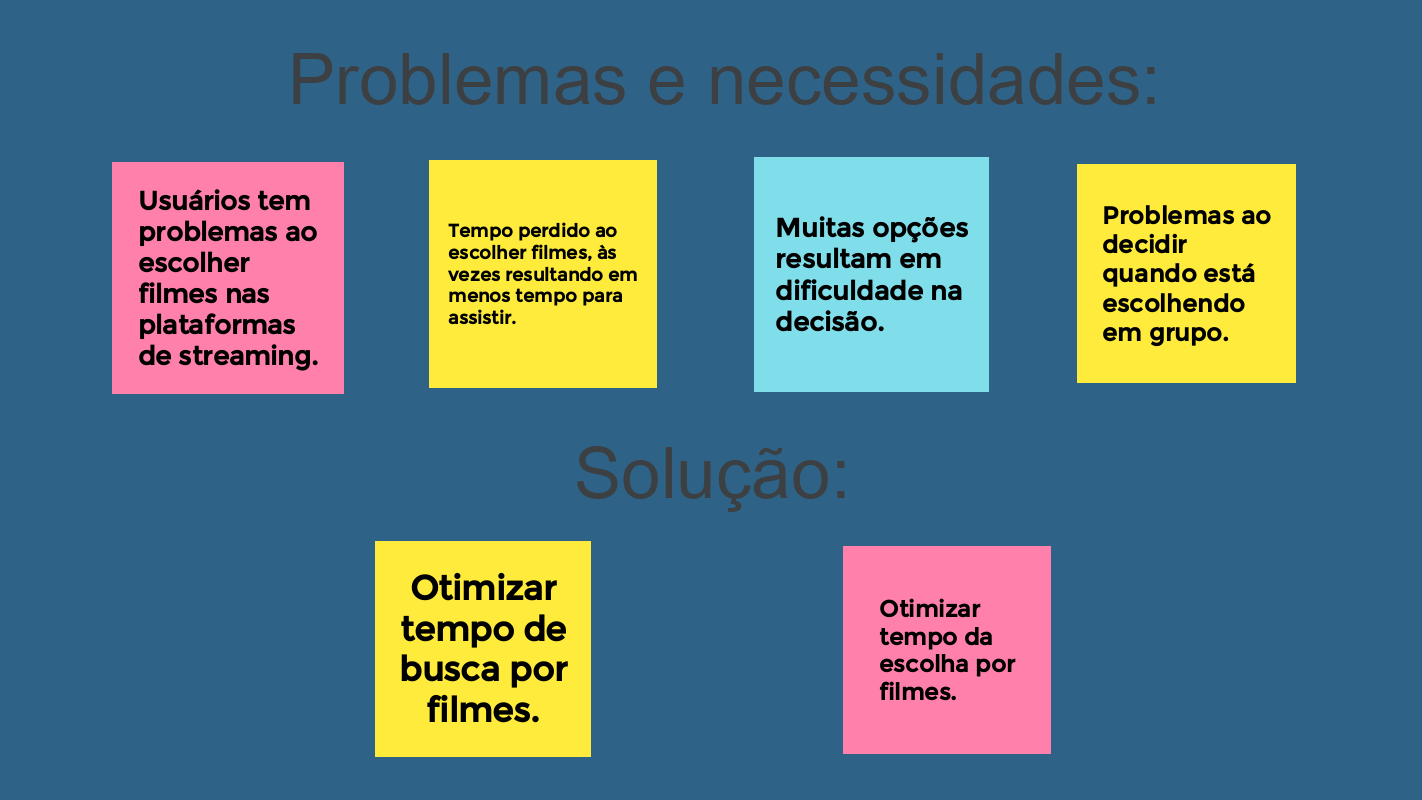 Problemas e necessidades:
Usuários tem
problemas ao
escolher
filmes nas
plataformas
de streaming.
Tempo perdido ao
escolher filmes, às
vezes resultando em
menos tempo para
assistir.
Muitas opções
resultam em
dificuldade na
decisão.
Problemas ao
decidir
quando está
escolhendo
em grupo.
Solução:
Otimizar
tempo de
busca por
filmes.
Otimizar
tempo da
escolha por
filmes.